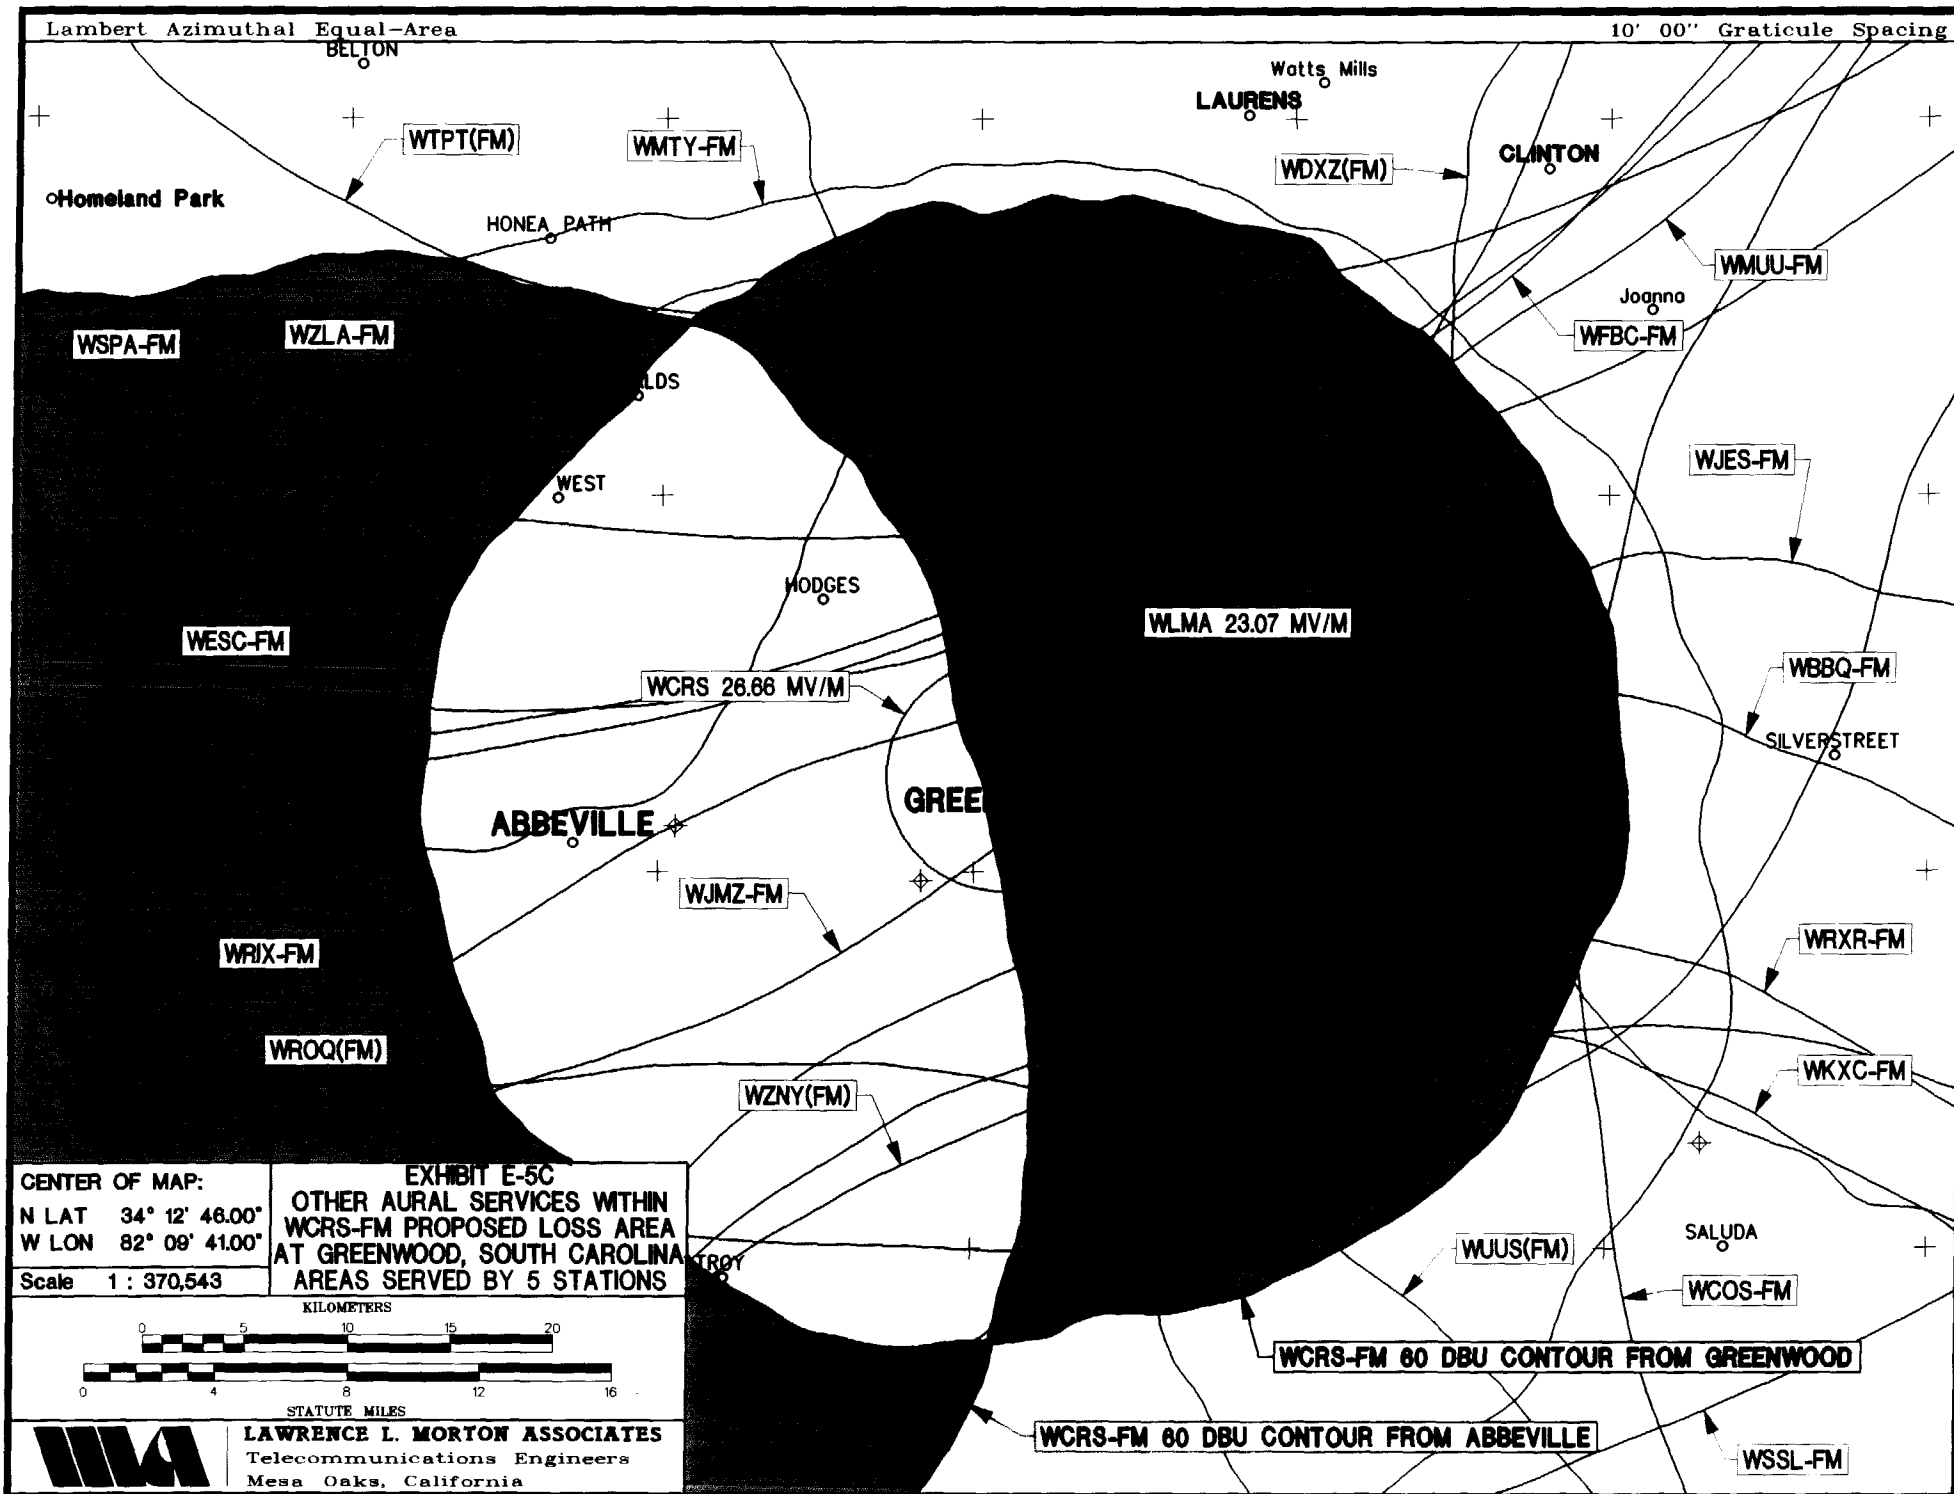 Lambert Azimuthal Equal-Area
10' 00" Graticule Spacing
BELTON
Watts Mills
LAURENS
WTPT(FM)
WMTY-FM
WDXZ(FM)
CLINTON
Homeland Park
HONEA PATH
WMUU-FM
Joanna
WSPA-FM
WZLA-FM
WFBC-FM
LDS
WJES-FM
WEST
HODGES
WESC-FM
WLMA 23.07 MV/M
WCRS 26.66 MV/M
WBBQ-FM
SILVERSTREET
GREE
ABBEVILLE
WJMZ-FM
WRIX-FM
WRXR-FM
WROQ(FM)
WZNY(FM)
WKXC-FM
CENTER OF MAP:
N LAT 34° 12' 46.00"
W LON 82° 09' 41.00"
Scale 1 : 370,543
EXHIBIT E-5C
OTHER AURAL SERVICES WITHIN
WCRS-FM PROPOSED LOSS AREA
AT GREENWOOD, SOUTH CAROLINA
AREAS SERVED BY 5 STATIONS
TROY
SALUDA
WUUS(FM)
WCOS-FM
KILOMETERS
0 5 10 15 20
0 4 8 12 16
STATUTE MILES
WCRS-FM 60 DBU CONTOUR FROM GREENWOOD
WCRS-FM 60 DBU CONTOUR FROM ABBEVILLE
WSSL-FM
LAWRENCE L. MORTON ASSOCIATES
Telecommunications Engineers
Mesa Oaks, California